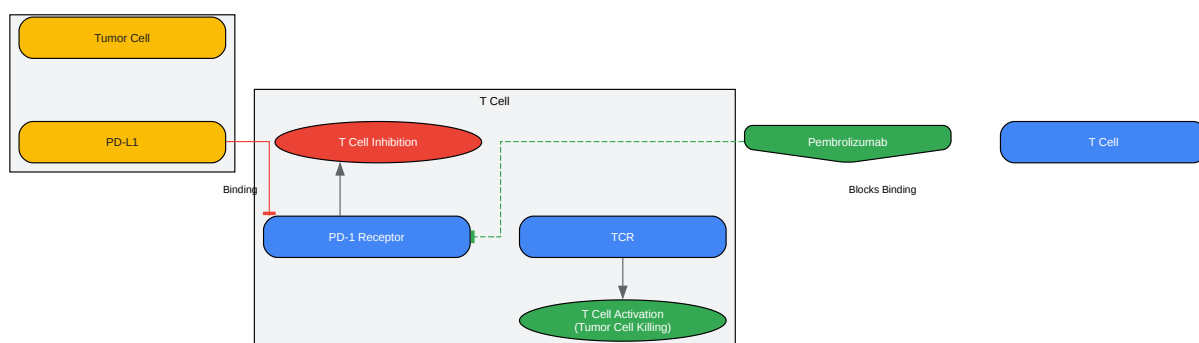 Tumor Cell
T Cell
PD-L1
T Cell Inhibition
Pembrolizumab
T Cell
Binding
Blocks Binding
PD-1 Receptor
TCR
T Cell Activation
(Tumor Cell Killing)